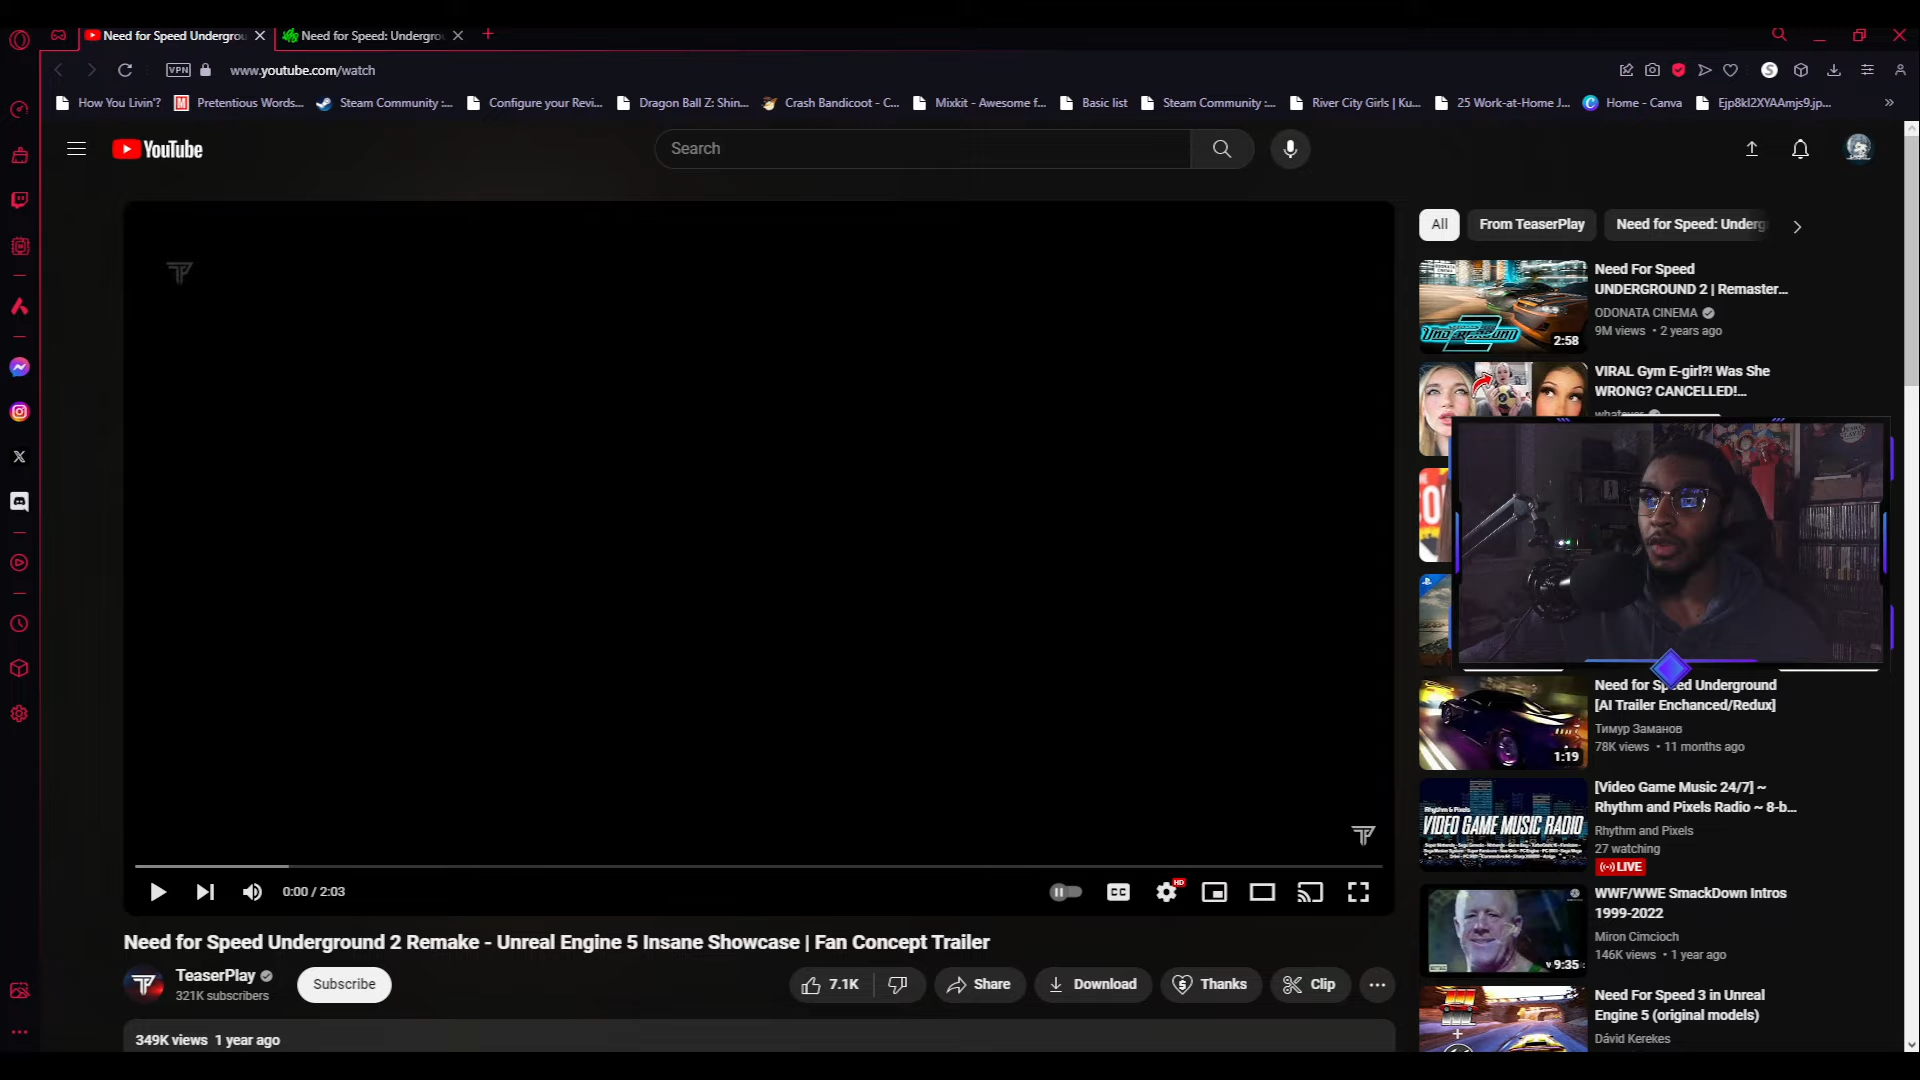 Need for Speed Undergrou
Need for Speed: Undergro
VPN
www.youtube.com/watch
How You Livin'?
Pretentious Words...
Steam Community :...
Configure your Revi...
Dragon Ball Z: Shin...
Crash Bandicoot - C...
Mixkit - Awesome f...
Basic list
Steam Community :...
River City Girls | Ku...
25 Work-at-Home J...
Home - Canva
Ejp8kl2XYAAmjs9.jp...
YouTube
Search
All
From TeaserPlay
Need for Speed: Underg
Need For Speed
UNDERGROUND 2 | Remaster...
ODONATA CINEMA
9M views • 2 years ago
2:58
VIRAL Gym E-girl?! Was She
WRONG? CANCELLED!...
whatever
Need for Speed Underground
[AI Trailer Enchanced/Redux]
Тимур Заманов
78K views • 11 months ago
1:19
[Video Game Music 24/7] ~
Rhythm and Pixels Radio ~ 8-b...
Rhythm and Pixels
27 watching
LIVE
Rhythm & Pixels
VIDEO GAME MUSIC RADIO
WWF/WWE SmackDown Intros
1999-2022
Miron Cimcioch
146K views • 1 year ago
9:35
Need For Speed 3 in Unreal
Engine 5 (original models)
Dávid Kerekes
0:00 / 2:03
CC
HD
Need for Speed Underground 2 Remake - Unreal Engine 5 Insane Showcase | Fan Concept Trailer
TeaserPlay
321K subscribers
Subscribe
7.1K
Share
Download
Thanks
Clip
349K views 1 year ago